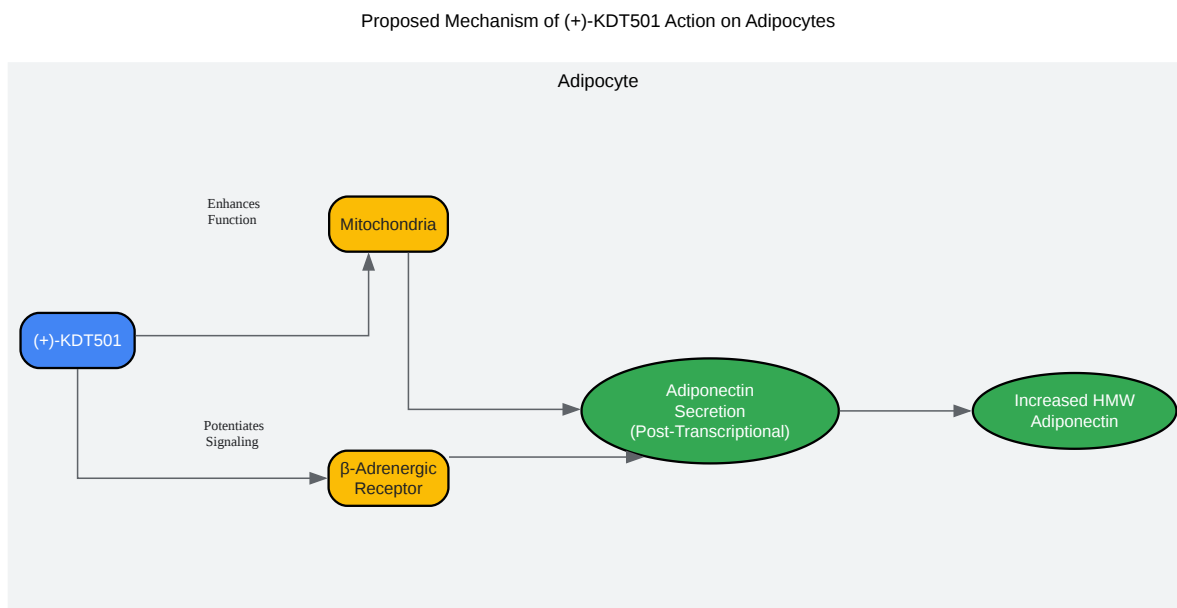 Proposed Mechanism of (+)-KDT501 Action on Adipocytes
Adipocyte
Enhances
Function
Mitochondria
(+)-KDT501
Potentiates
Signaling
β-Adrenergic
Receptor
Adiponectin
Secretion
(Post-Transcriptional)
Increased HMW
Adiponectin